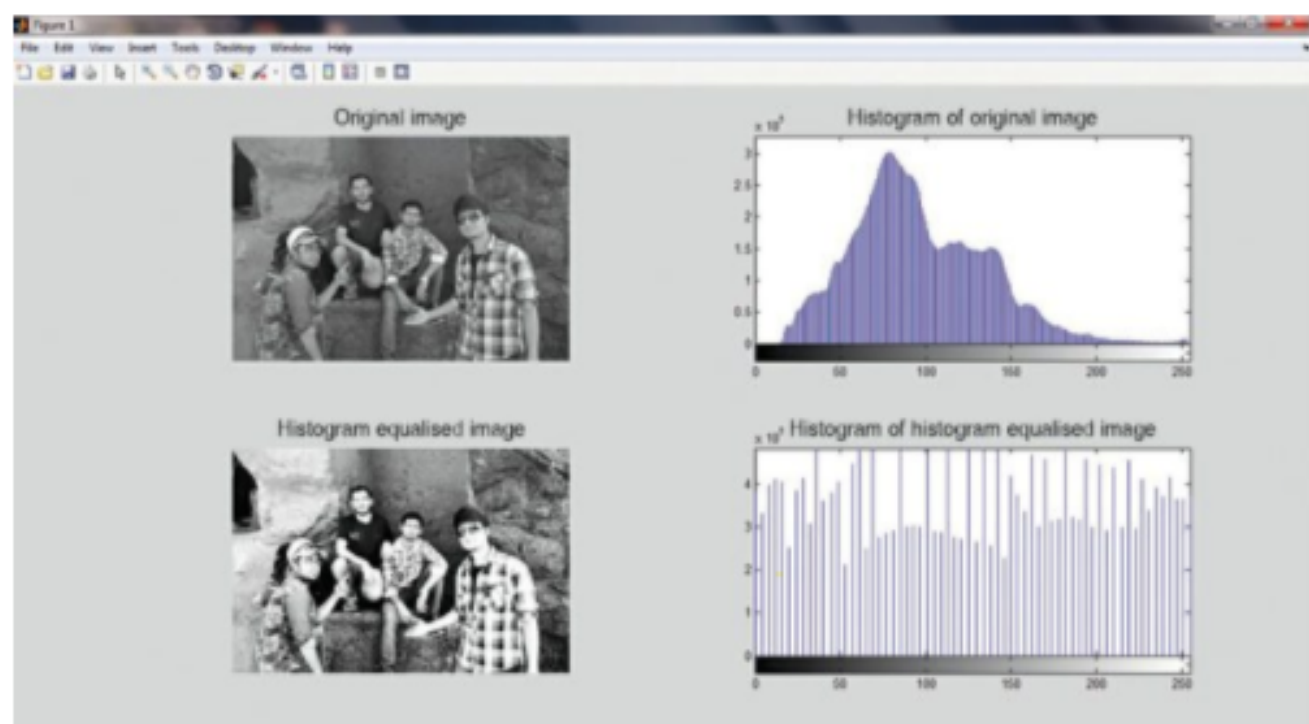 Figure 1
File Edit View Insert Tools Desktop Window Help
Original image
Histogram of original image
3
2.5
2
1.5
1
0.5
0
0 50 100 150 200 250
Histogram equalised image
Histogram of histogram equalised image
4
3
2
1
0
0 50 100 150 200 250